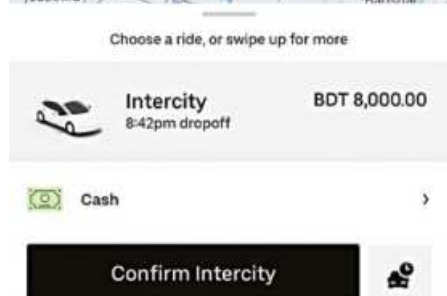 Choose a ride, or swipe up for more
Intercity
BDT 8,000.00
8:42pm dropoff
Cash
Confirm Intercity